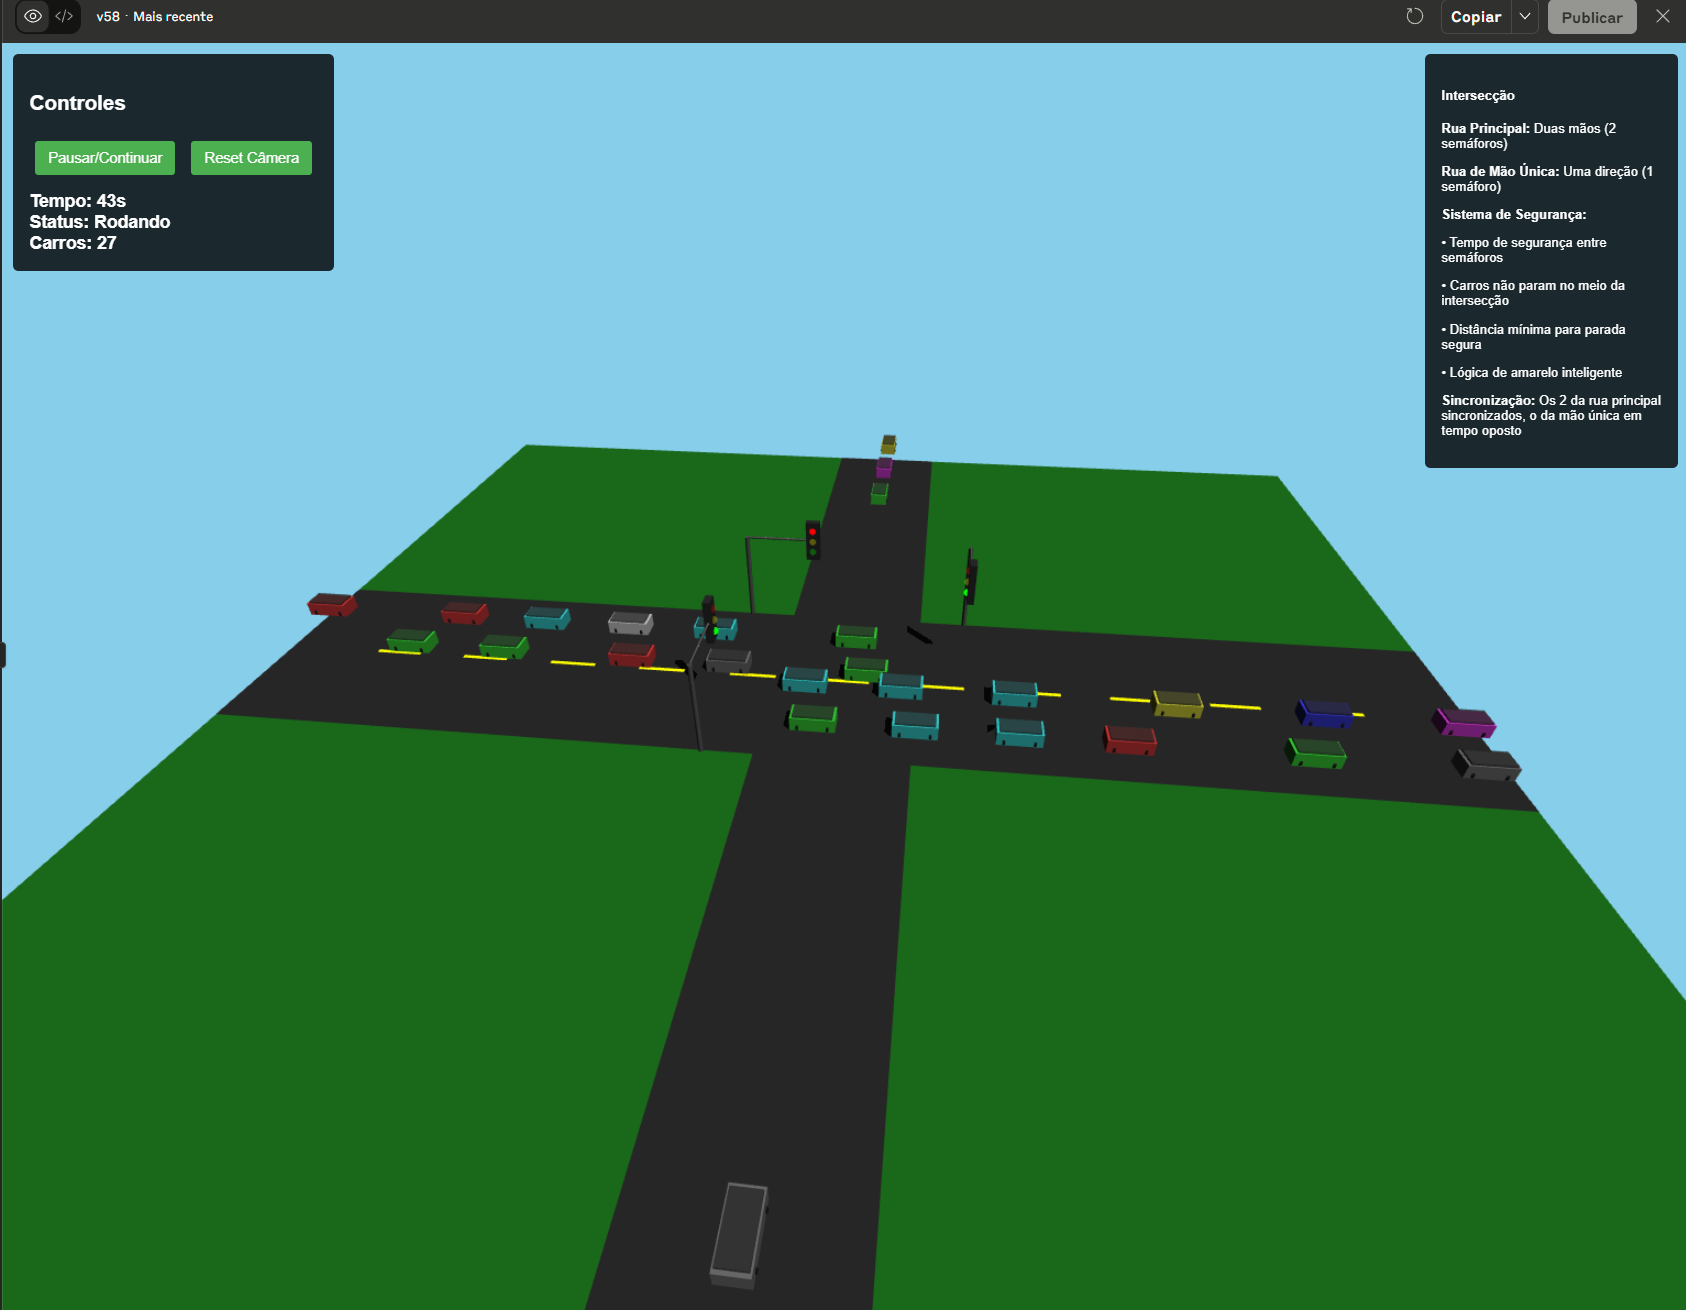 </> v58 · Mais recente Copiar Publicar
Controles
Pausar/Continuar Reset Câmera
Tempo: 43s
Status: Rodando
Carros: 27
Intersecção
Rua Principal: Duas mãos (2
semáforos)
Rua de Mão Única: Uma direção (1
semáforo)
Sistema de Segurança:
• Tempo de segurança entre
semáforos
• Carros não param no meio da
intersecção
• Distância mínima para parada
segura
• Lógica de amarelo inteligente
Sincronização: Os 2 da rua principal
sincronizados, o da mão única em
tempo oposto